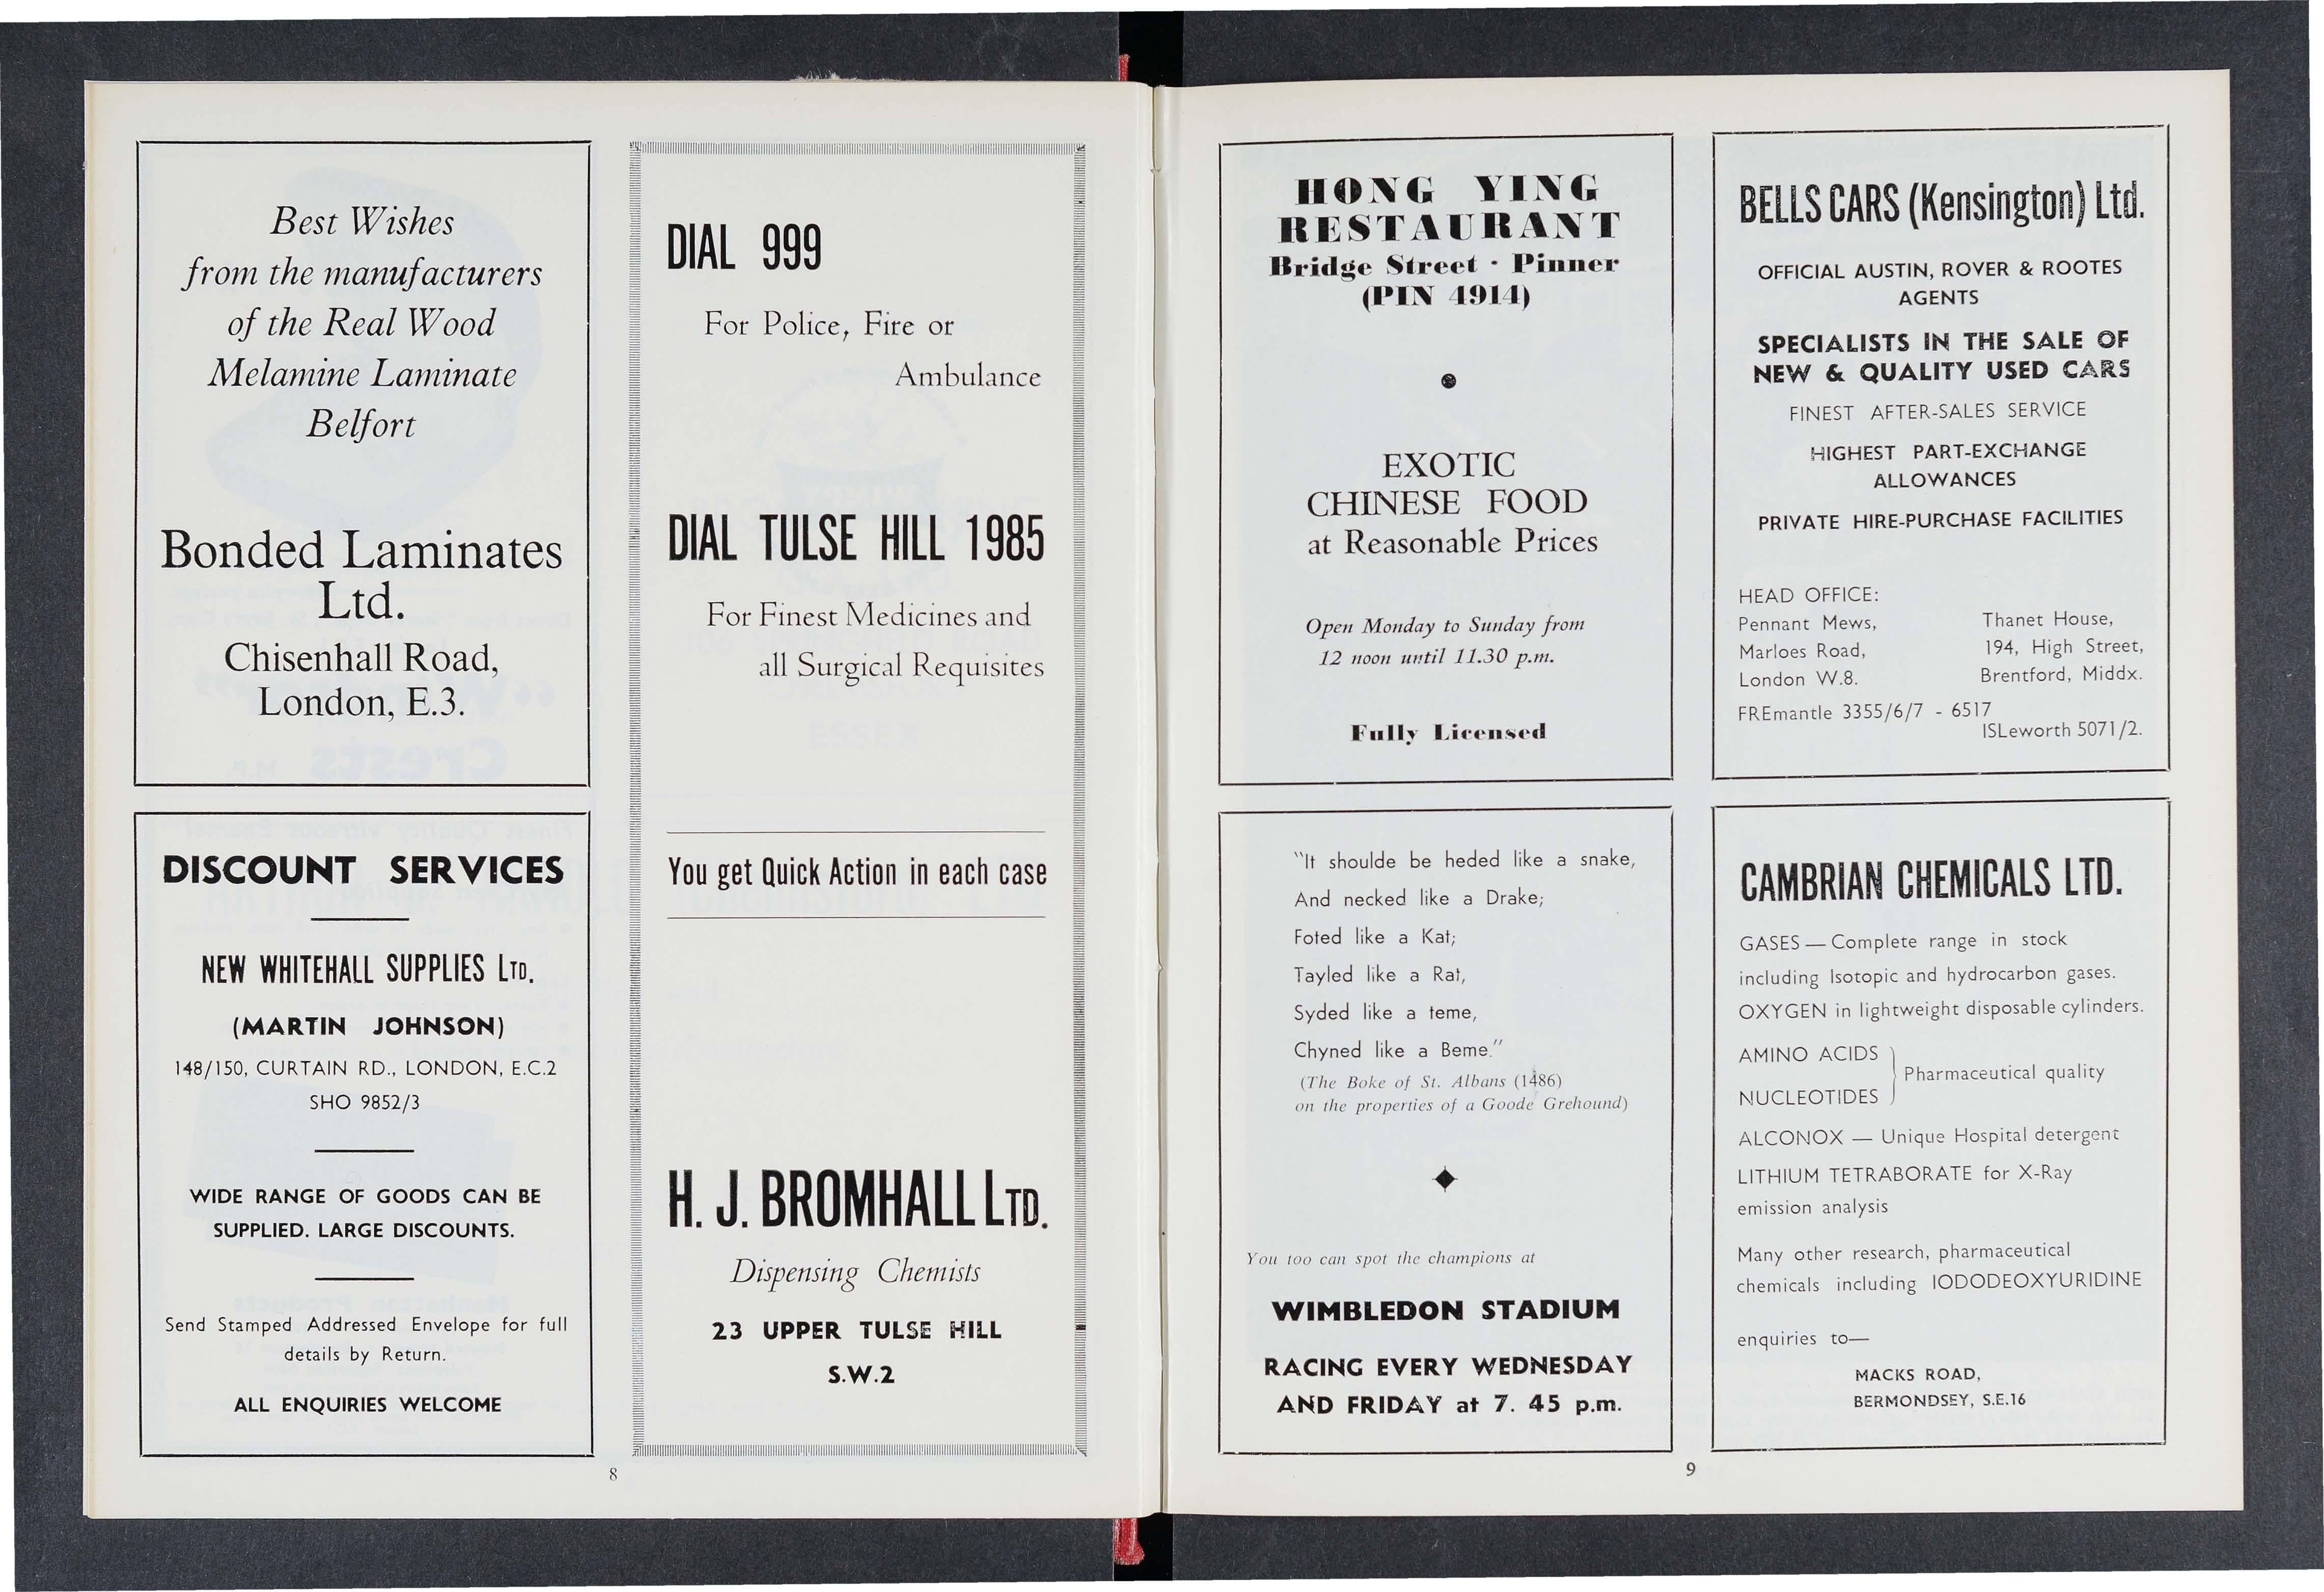 Best Wishes
from the manufacturers
of the Real Wood
Melamine Laminate
Belfort
Bonded Laminates
Ltd.
Chisenhall Road,
London, E.3.
DISCOUNT SERVICES
NEW WHITEHALL SUPPLIES LTD.
(MARTIN JOHNSON)
148/150, CURTAIN RD., LONDON, E.C.2
SHO 9852/3
WIDE RANGE OF GOODS CAN BE
SUPPLIED. LARGE DISCOUNTS.
Send Stamped Addressed Envelope for full
details by Return.
ALL ENQUIRIES WELCOME
DIAL 999
For Police, Fire or
Ambulance
DIAL TULSE HILL 1985
For Finest Medicines and
all Surgical Requisites
You get Quick Action in each case
H. J. BROMHALL LTD.
Dispensing Chemists
23 UPPER TULSE HILL
S.W.2
8
HONG YING
RESTAURANT
Bridge Street · Pinner
(PIN 4914)
EXOTIC
CHINESE FOOD
at Reasonable Prices
Open Monday to Sunday from
12 noon until 11.30 p.m.
Fully Licensed
"It shoulde be heded like a snake,
And necked like a Drake;
Foted like a Kat;
Tayled like a Rat,
Syded like a teme,
Chyned like a Beme."
(The Boke of St. Albans (1486)
on the properties of a Goode Grehound)
You too can spot the champions at
WIMBLEDON STADIUM
RACING EVERY WEDNESDAY
AND FRIDAY at 7. 45 p.m.
BELLS CARS (Kensington) Ltd.
OFFICIAL AUSTIN, ROVER & ROOTES
AGENTS
SPECIALISTS IN THE SALE OF
NEW & QUALITY USED CARS
FINEST AFTER-SALES SERVICE
HIGHEST PART-EXCHANGE
ALLOWANCES
PRIVATE HIRE-PURCHASE FACILITIES
HEAD OFFICE:
Pennant Mews,
Marloes Road,
London W.8.
FREmantle 3355/6/7 - 6517
Thanet House,
194, High Street,
Brentford, Middx.
ISLeworth 5071/2.
CAMBRIAN CHEMICALS LTD.
GASES — Complete range in stock
including Isotopic and hydrocarbon gases.
OXYGEN in lightweight disposable cylinders.
AMINO ACIDS
NUCLEOTIDES
Pharmaceutical quality
ALCONOX — Unique Hospital detergent
LITHIUM TETRABORATE for X-Ray
emission analysis
Many other research, pharmaceutical
chemicals including IODODEOXYURIDINE
enquiries to—
MACKS ROAD,
BERMONDSEY, S.E.16
9